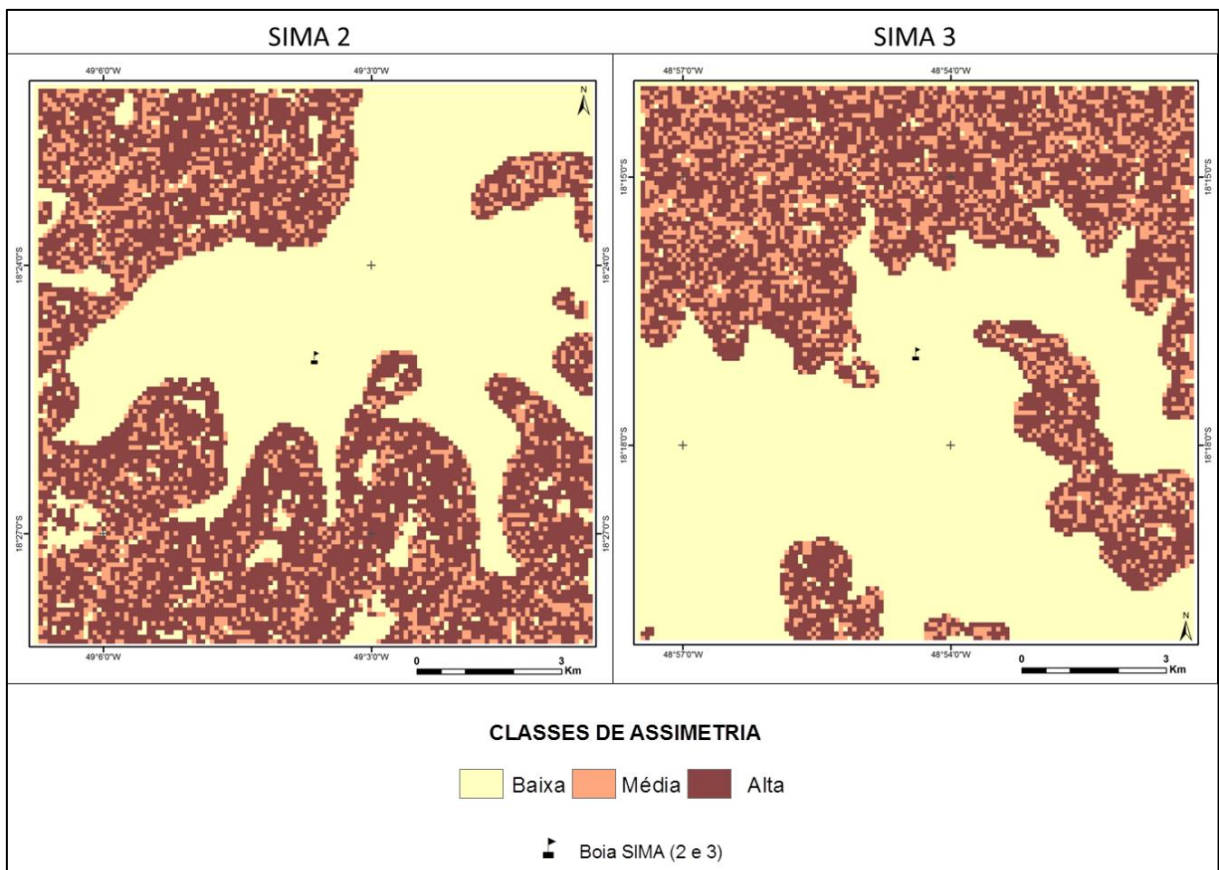 SIMA 2
SIMA 3
49°6'0"W
49°3'0"W
48°57'0"W
48°54'0"W
N
18°24'0"S
18°24'0"S
18°15'0"S
18°15'0"S
18°27'0"S
18°27'0"S
18°18'0"S
18°18'0"S
N
49°6'0"W
49°3'0"W
48°57'0"W
48°54'0"W
0 3
Km
0 3
Km
CLASSES DE ASSIMETRIA
Baixa Média Alta
Boia SIMA (2 e 3)